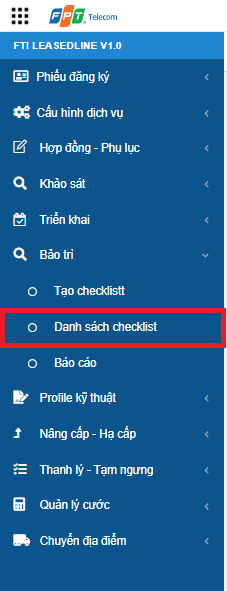 FPT Telecom
FTI LEASEDLINE V1.0
Phiếu đăng ký
Cấu hình dịch vụ
Hợp đồng - Phụ lục
Khảo sát
Triển khai
Bảo trì
Tạo checklistt
Danh sách checklist
Báo cáo
Profile kỹ thuật
Nâng cấp - Hạ cấp
Thanh lý - Tạm ngưng
Quản lý cước
Chuyển địa điểm